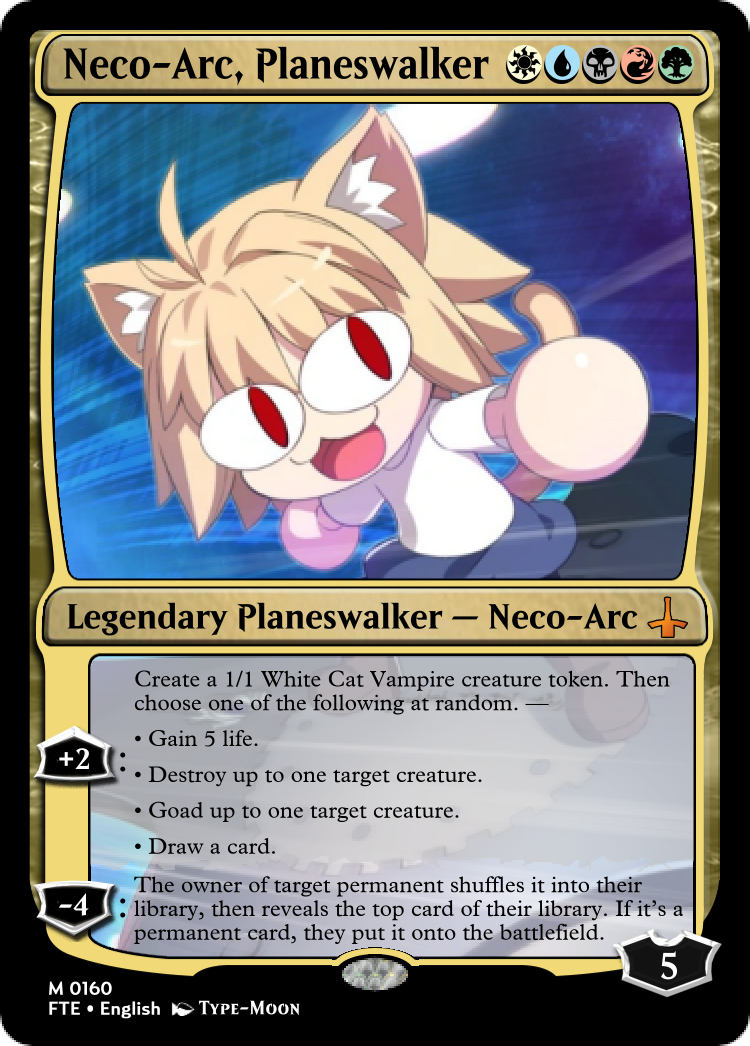 Neco-Arc, Planeswalker
Legendary Planeswalker — Neco-Arc
Create a 1/1 White Cat Vampire creature token. Then
choose one of the following at random. —
• Gain 5 life.
+2 :
• Destroy up to one target creature.
• Goad up to one target creature.
• Draw a card.
-4 :
The owner of target permanent shuffles it into their
library, then reveals the top card of their library. If it's a
permanent card, they put it onto the battlefield.
5
M 0160
FTE • English Type-Moon